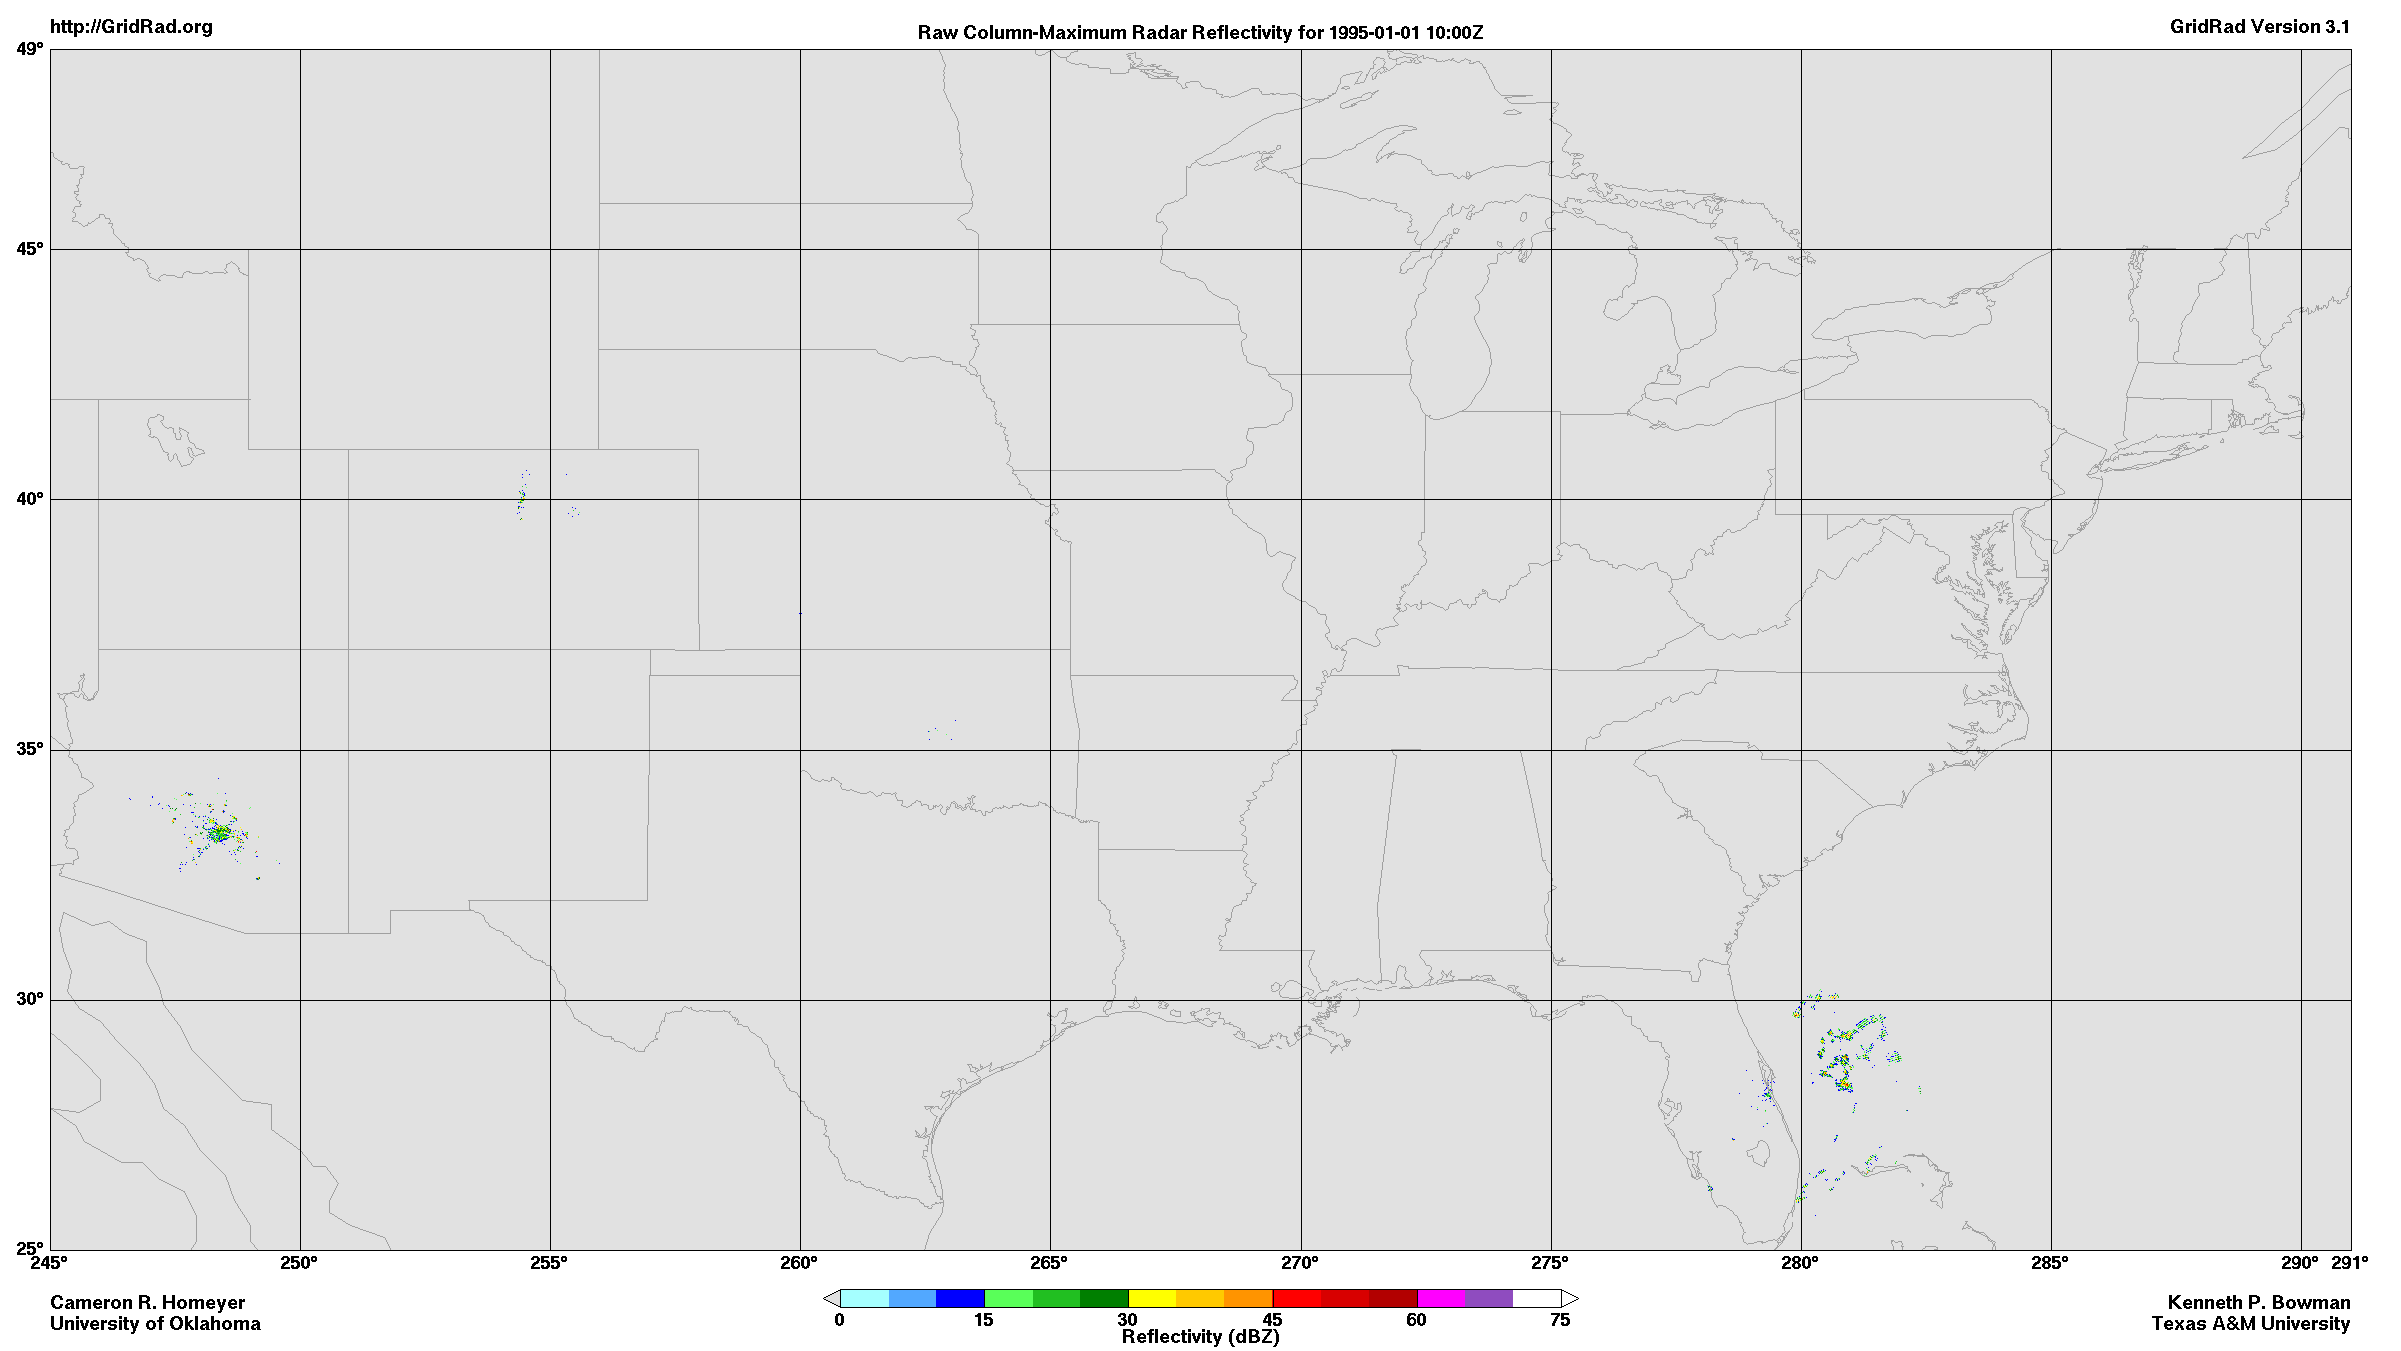 http://GridRad.org
Raw Column-Maximum Radar Reflectivity for 1995-01-01 10:00Z
GridRad Version 3.1
49°
45°
40°
35°
30°
25°
245° 250° 255° 260° 265° 270° 275° 280° 285° 290° 291°
0 15 30 45 60 75
Reflectivity (dBZ)
Cameron R. Homeyer
University of Oklahoma
Kenneth P. Bowman
Texas A&M University